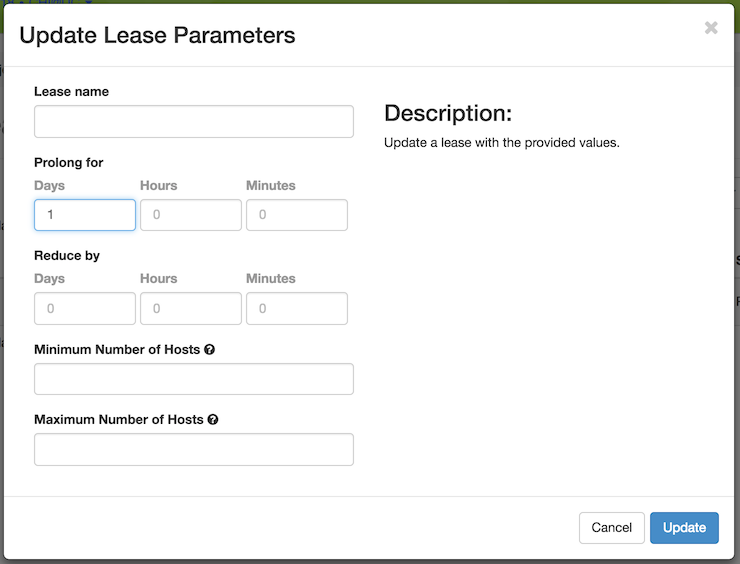 Update Lease Parameters
×
Lease name
Description:
Update a lease with the provided values.
Prolong for
Days Hours Minutes
1 0 0
Reduce by
Days Hours Minutes
0 0 0
Minimum Number of Hosts ?
Maximum Number of Hosts ?
Cancel Update